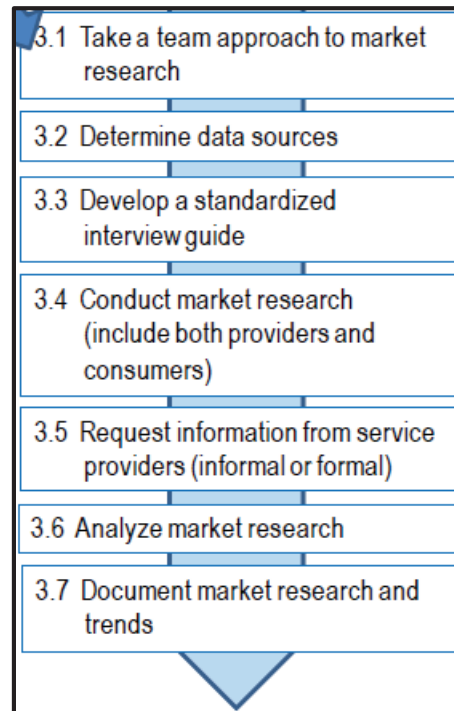 3.1 Take a team approach to market
research
3.2 Determine data sources
3.3 Develop a standardized
interview guide
3.4 Conduct market research
(include both providers and
consumers)
3.5 Request information from service
providers (informal or formal)
3.6 Analyze market research
3.7 Document market research and
trends